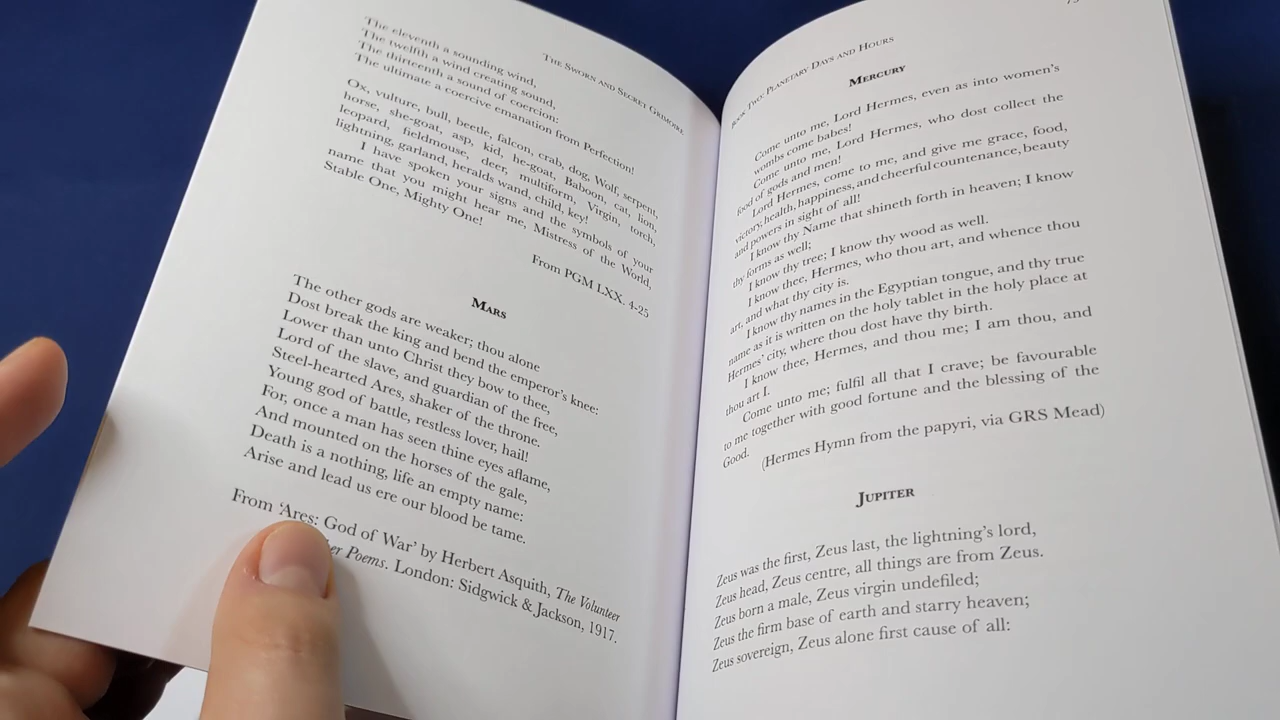 THE SWORN AND SECRET GRIMOIRE
The eleventh a sounding wind,
The twelfth a wind creating sound,
The thirteenth a sound of coercion:
The ultimate a coercive emanation from Perfection!
Ox, vulture, bull, beetle, falcon, crab, dog, Wolf, serpent,
horse, she-goat, asp, kid, he-goat, Baboon, cat, lion,
leopard, fieldmouse, deer, multiform, Virgin, torch,
lightning, garland, heralds wand, child, key!
I have spoken your signs and the symbols of your
name that you might hear me, Mistress of the World,
Stable One, Mighty One!
From PGM LXX. 4-25
MARS
The other gods are weaker; thou alone
Dost break the king and bend the emperor's knee:
Lower than unto Christ they bow to thee,
Lord of the slave, and guardian of the free,
Steel-hearted Ares, shaker of the throne.
Young god of battle, restless lover, hail!
For, once a man has seen thine eyes aflame,
And mounted on the horses of the gale,
Death is a nothing, life an empty name:
Arise and lead us ere our blood be tame.
From 'Ares: God of War' by Herbert Asquith, The Volunteer
Poems. London: Sidgwick & Jackson, 1917.
BOOK TWO: PLANETARY DAYS AND HOURS
MERCURY
Come unto me, Lord Hermes, even as into women's
wombs come babes!
Come unto me, Lord Hermes, who dost collect the
food of gods and men!
Lord Hermes, come to me, and give me grace, food,
victory, health, happiness, and cheerful countenance, beauty
and powers in sight of all!
I know thy Name that shineth forth in heaven; I know
thy forms as well;
I know thy tree; I know thy wood as well.
I know thee, Hermes, who thou art, and whence thou
art, and what thy city is.
I know thy names in the Egyptian tongue, and thy true
name as it is written on the holy tablet in the holy place at
Hermes' city, where thou dost have thy birth.
I know thee, Hermes, and thou me; I am thou, and
thou art I.
Come unto me; fulfil all that I crave; be favourable
to me together with good fortune and the blessing of the
Good.
(Hermes Hymn from the papyri, via GRS Mead)
JUPITER
Zeus was the first, Zeus last, the lightning's lord,
Zeus head, Zeus centre, all things are from Zeus.
Zeus born a male, Zeus virgin undefiled;
Zeus the firm base of earth and starry heaven;
Zeus sovereign, Zeus alone first cause of all: